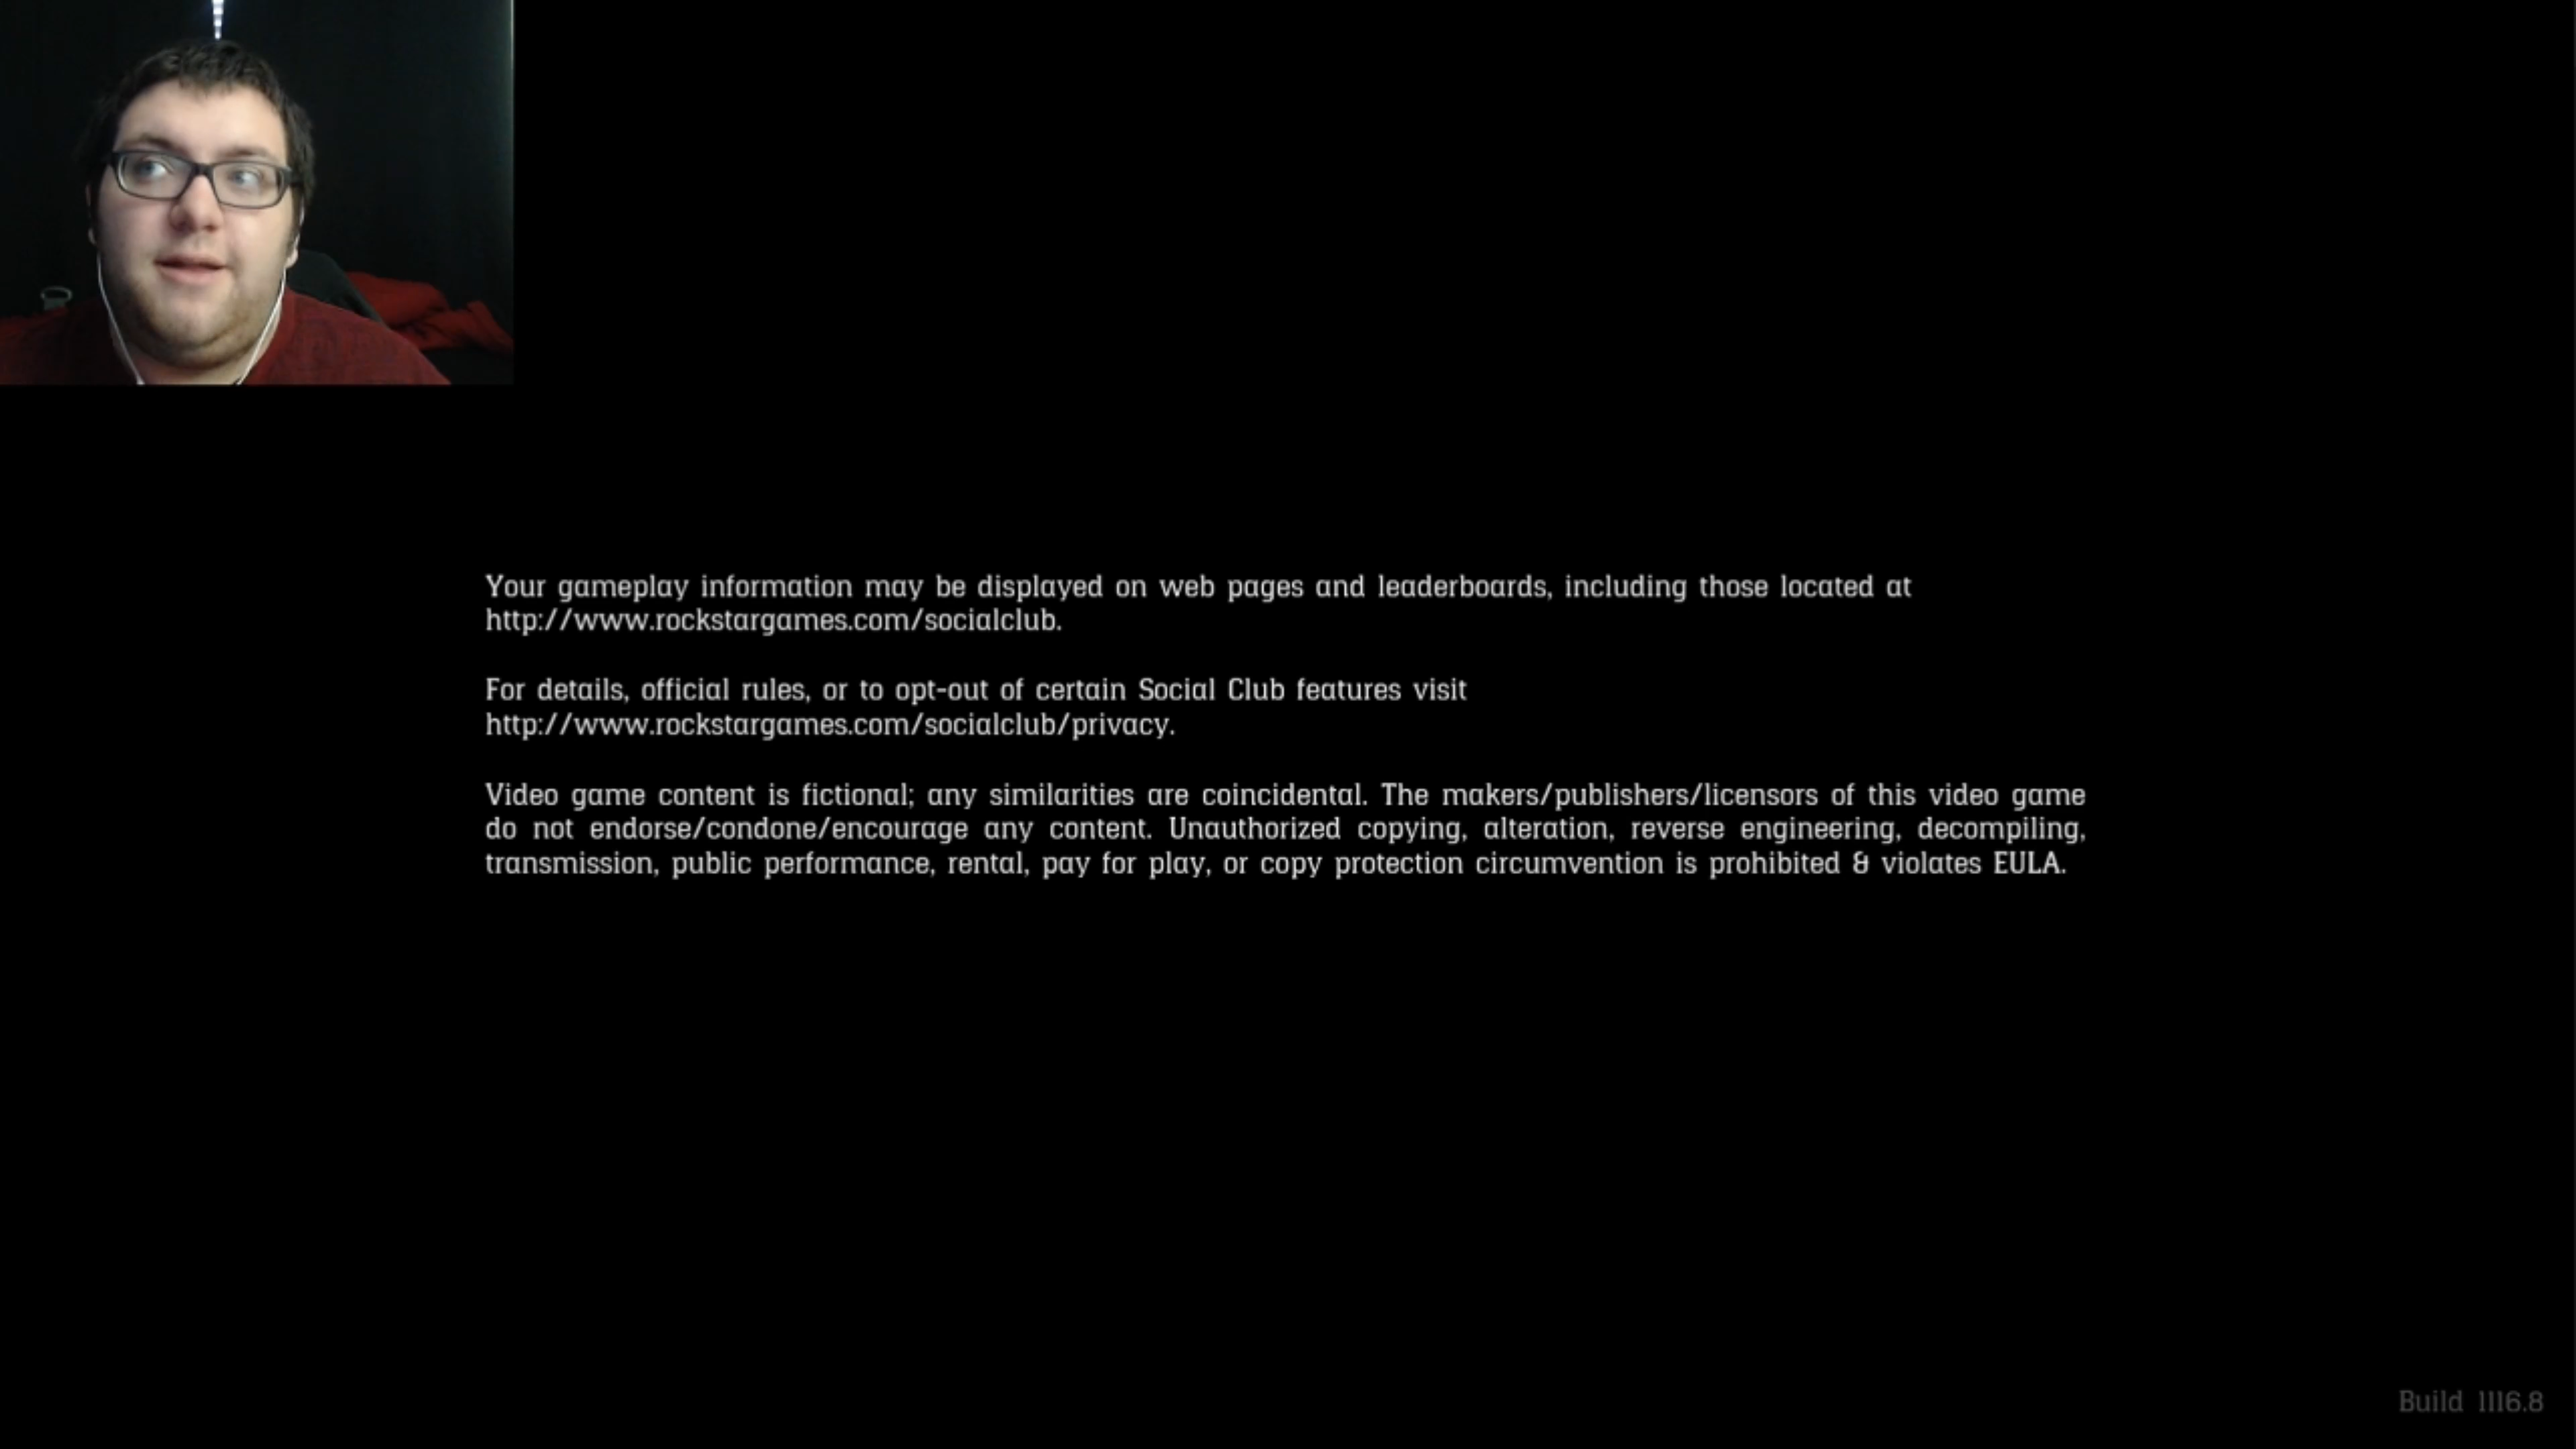 Your gameplay information may be displayed on web pages and leaderboards, including those located at
http://www.rockstargames.com/socialclub.
For details, official rules, or to opt-out of certain Social Club features visit
http://www.rockstargames.com/socialclub/privacy.
Video game content is fictional; any similarities are coincidental. The makers/publishers/licensors of this video game
do not endorse/condone/encourage any content. Unauthorized copying, alteration, reverse engineering, decompiling,
transmission, public performance, rental, pay for play, or copy protection circumvention is prohibited & violates EULA.
Build 1116.8